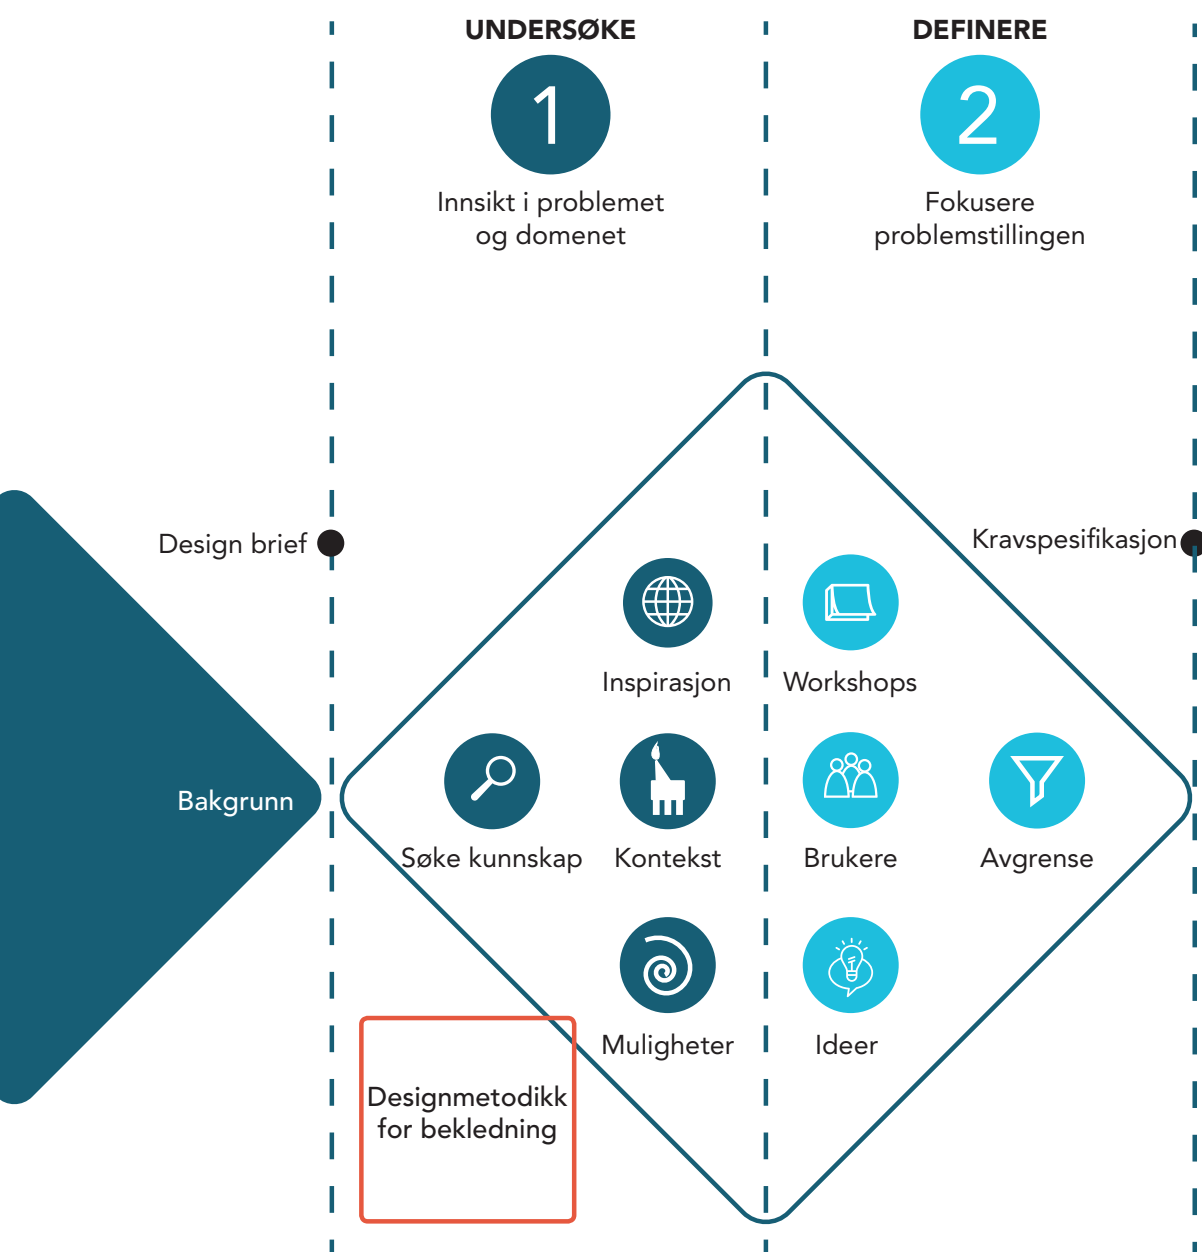 UNDERSØKE
1
Innsikt i problemet
og domenet
DEFINERE
2
Fokusere
problemstillingen
Design brief
Kravspesifikasjon
Bakgrunn
Inspirasjon
Workshops
Søke kunnskap
Kontekst
Brukere
Avgrense
Muligheter
Ideer
Designmetodikk
for bekledning